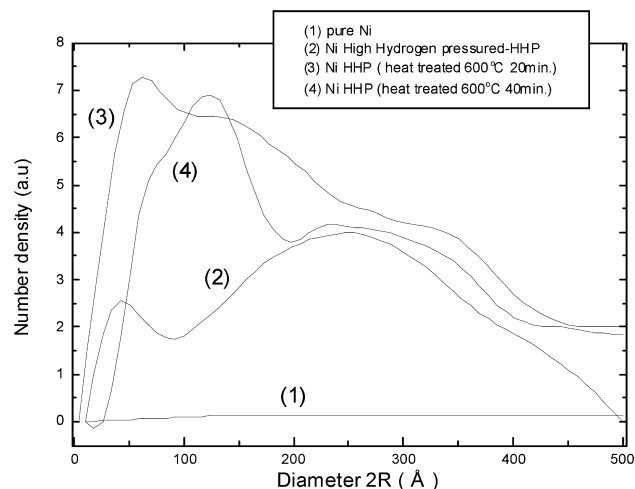 (1) pure Ni
(2) Ni High Hydrogen pressured-HHP
(3) Ni HHP ( heat treated 600°C 20min.)
(4) Ni HHP (heat treated 600°C 40min.)
8
7
6
5
4
3
2
1
0
Number density (a.u)
(3)
(4)
(2)
(1)
0 100 200 300 400 500
Diameter 2R ( Å )